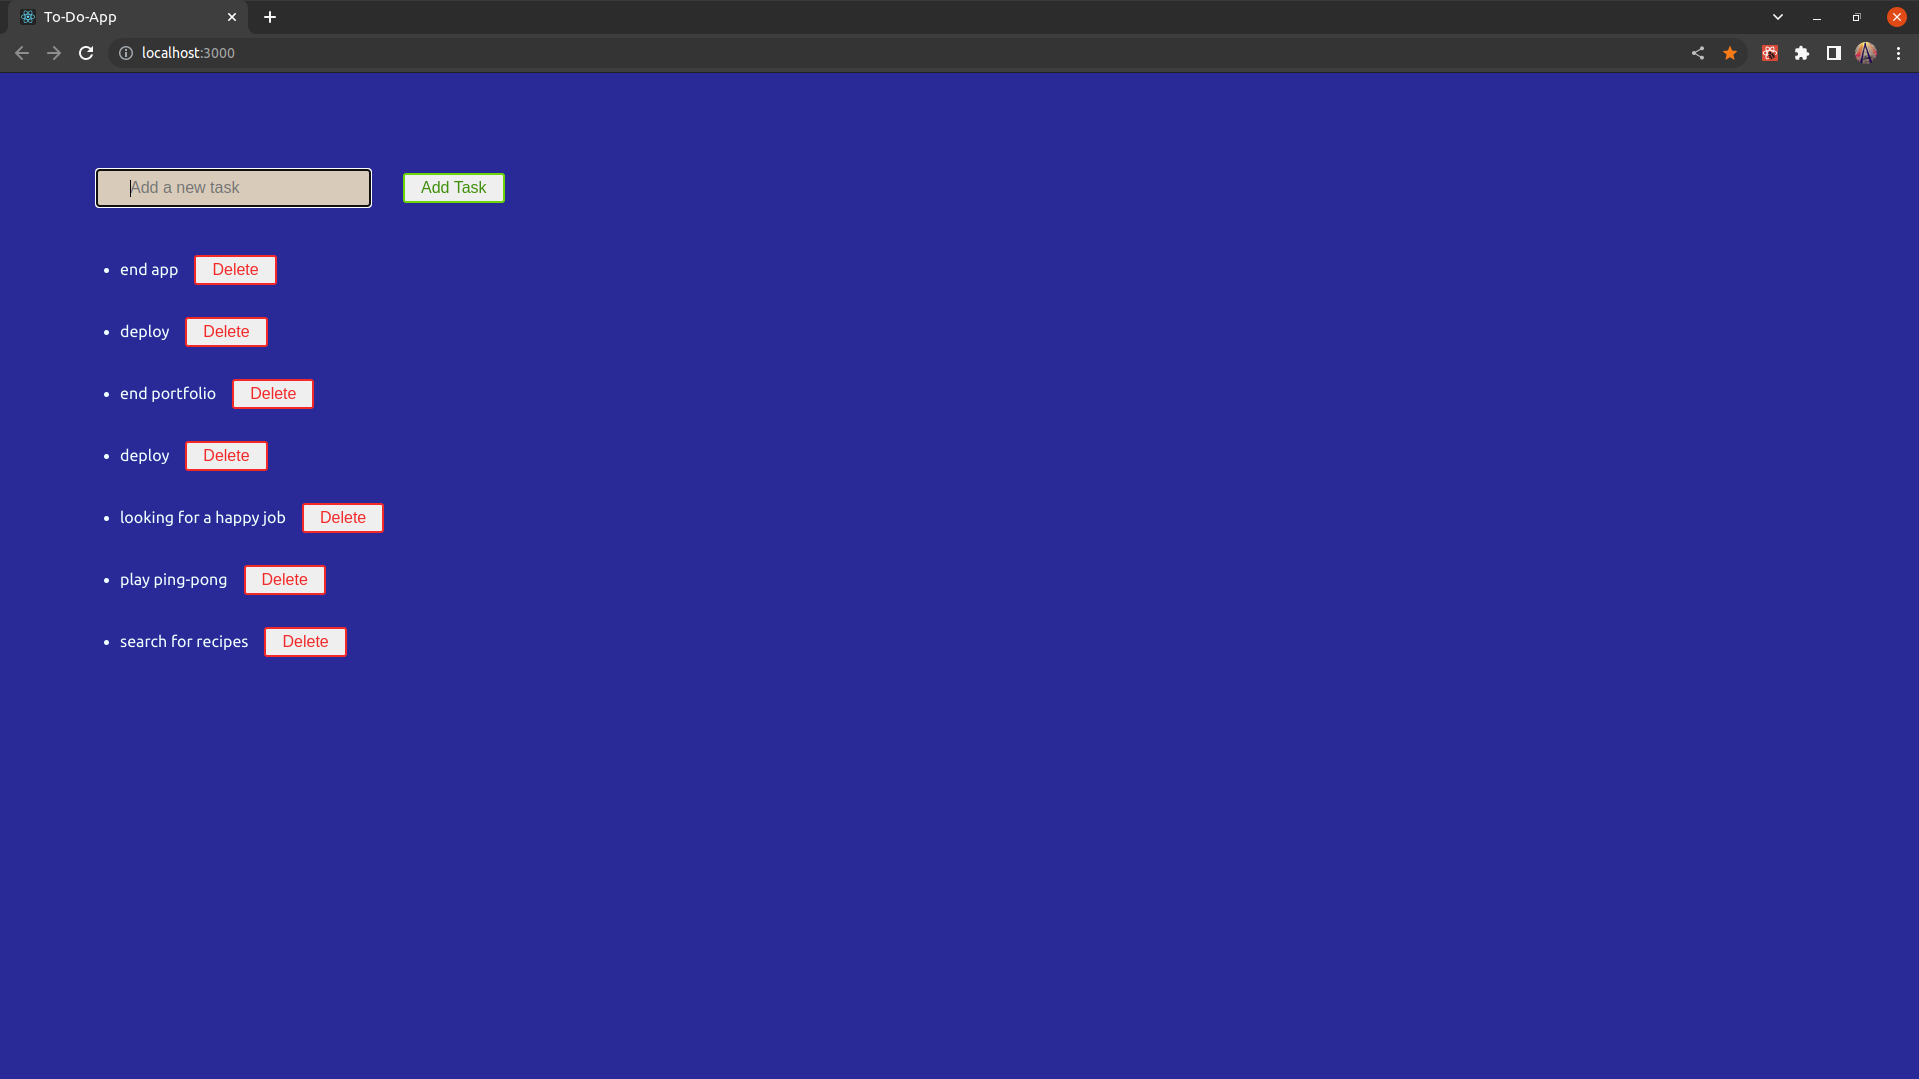 To-Do-App
localhost:3000
Add a new task
Add Task
end app Delete
deploy Delete
end portfolio Delete
deploy Delete
looking for a happy job Delete
play ping-pong Delete
search for recipes Delete